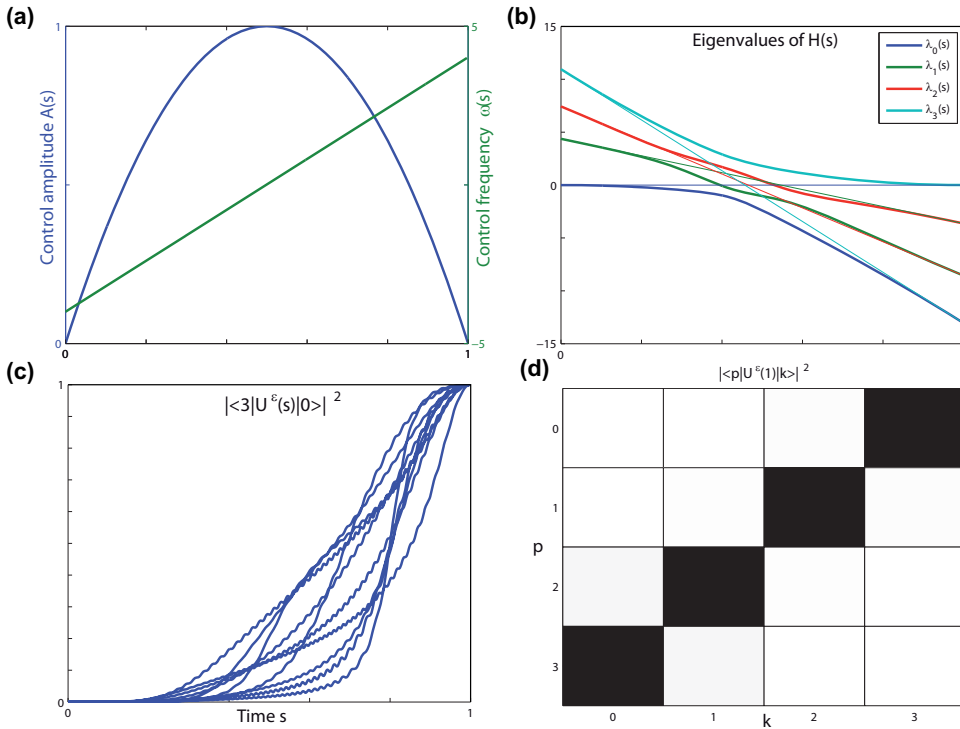 (a)
1
0
Control amplitude A(s)
0
1
5
−5
Control frequency ω(s)
(b)
Eigenvalues of H(s)
15
0
−15
0
λ0(s)
λ1(s)
λ2(s)
λ3(s)
(c)
|<3|U^ε(s)|0>|^2
1
0
0
Time s
1
(d)
|<p|U^ε(1)|k>|^2
0
1
p
2
3
0
1
k
2
3